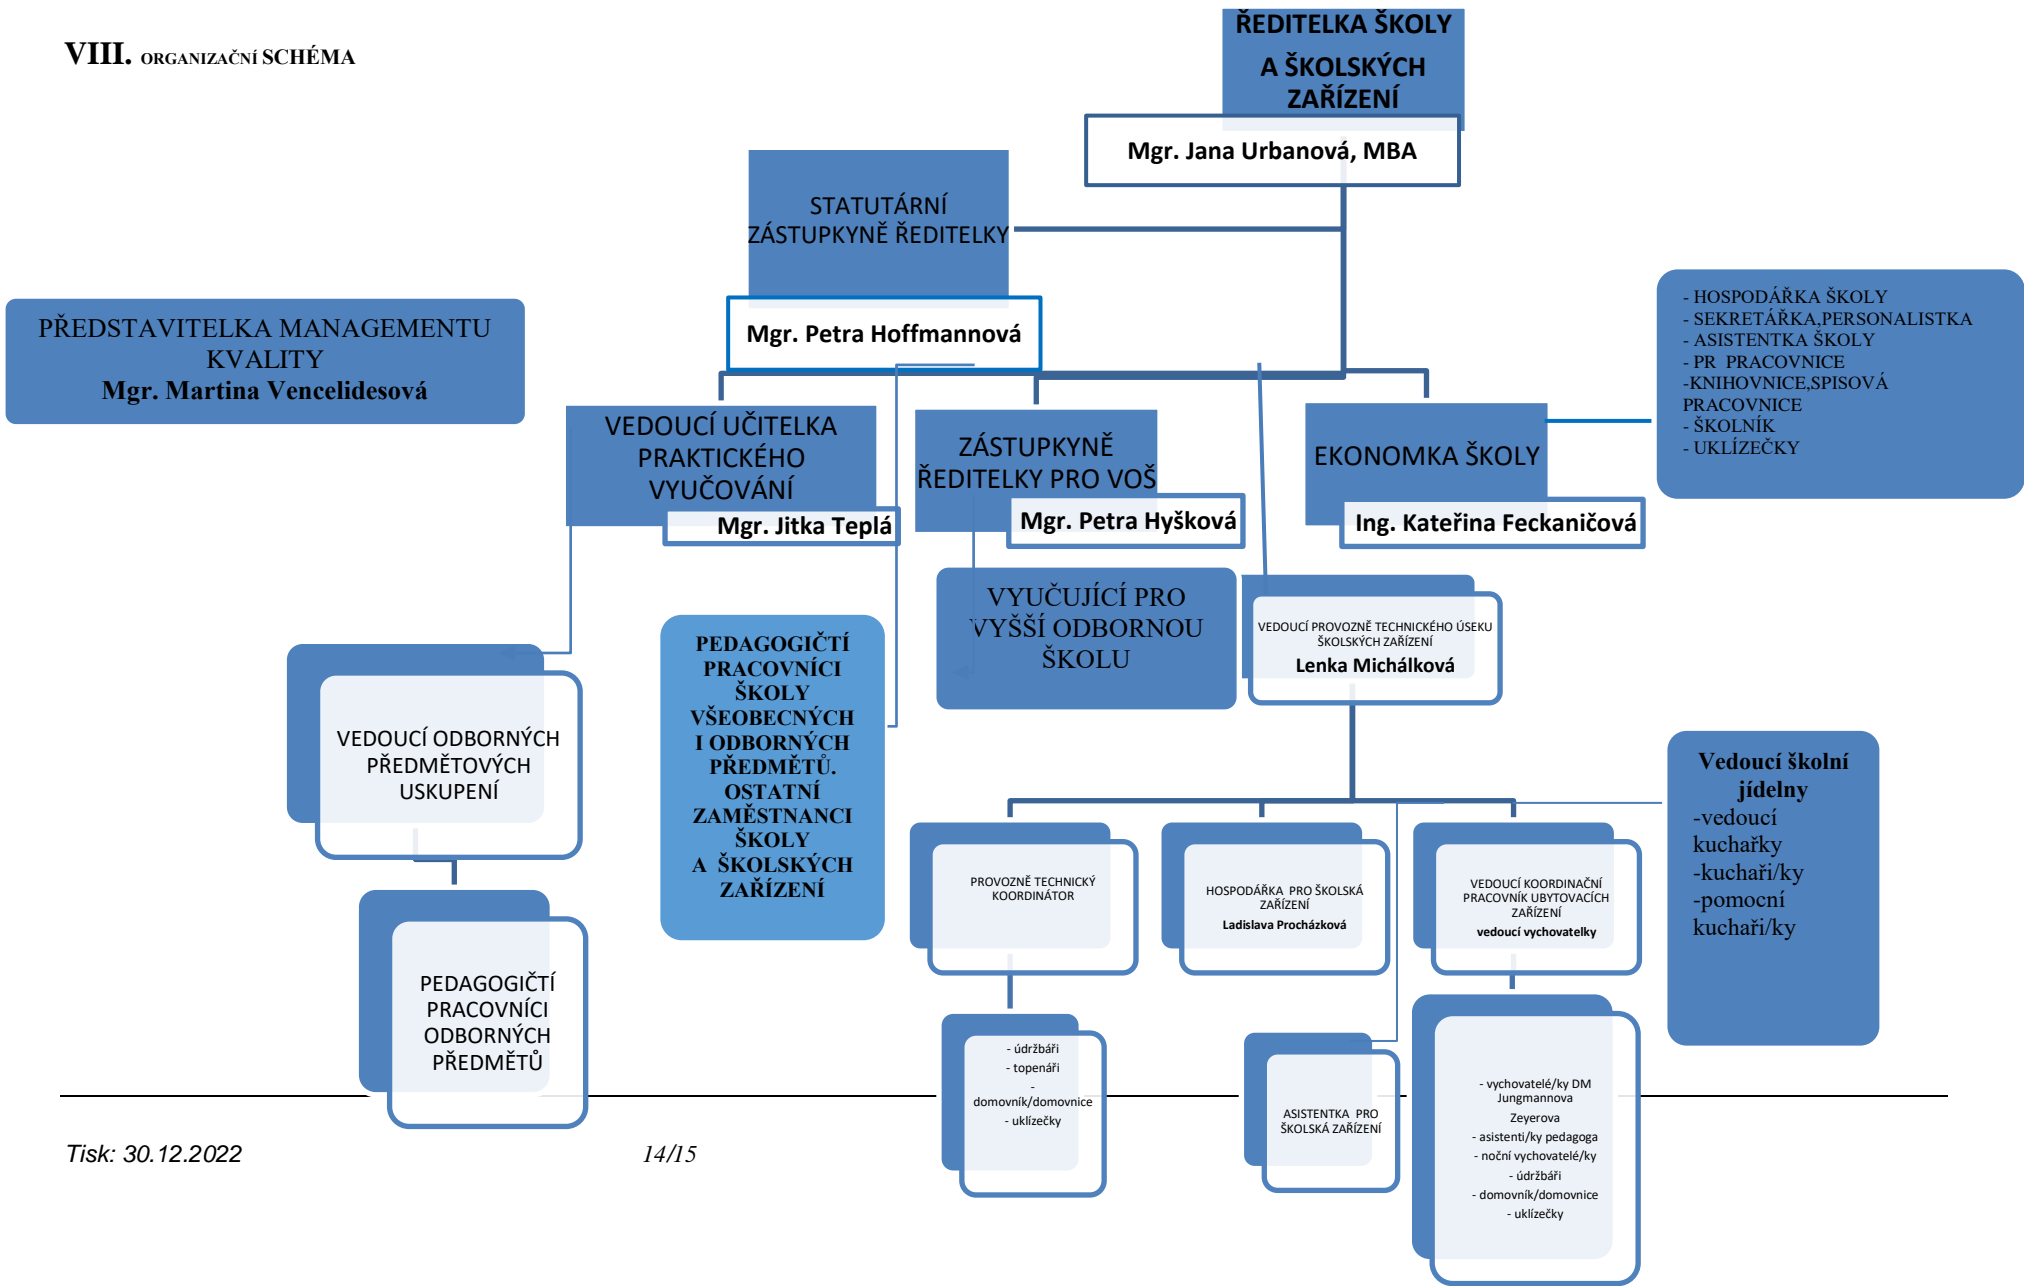 VIII. ORGANIZAČNÍ SCHÉMA
ŘEDITELKA ŠKOLY
A ŠKOLSKÝCH
ZAŘÍZENÍ
Mgr. Jana Urbanová, MBA
STATUTÁRNÍ
ZÁSTUPKYNĚ ŘEDITELKY
Mgr. Petra Hoffmannová
PŘEDSTAVITELKA MANAGEMENTU
KVALITY
Mgr. Martina Vencelidesová
- HOSPODÁŘKA ŠKOLY
- SEKRETÁŘKA,PERSONALISTKA
- ASISTENTKA ŠKOLY
- PR PRACOVNICE
-KNIHOVNICE,SPISOVÁ
PRACOVNICE
- ŠKOLNÍK
- UKLÍZEČKY
VEDOUCÍ UČITELKA
PRAKTICKÉHO
VYUČOVÁNÍ
Mgr. Jitka Teplá
ZÁSTUPKYNĚ
ŘEDITELKY PRO VOŠ
Mgr. Petra Hyšková
EKONOMKA ŠKOLY
Ing. Kateřina Feckaničová
VYUČUJÍCÍ PRO
VYŠŠÍ ODBORNOU
ŠKOLU
VEDOUCÍ PROVOZNĚ TECHNICKÉHO ÚSEKU
ŠKOLSKÝCH ZAŘÍZENÍ
Lenka Michálková
PEDAGOGIČTÍ
PRACOVNÍCI
ŠKOLY
VŠEOBECNÝCH
I ODBORNÝCH
PŘEDMĚTŮ.
OSTATNÍ
ZAMĚSTNANCI
ŠKOLY
A ŠKOLSKÝCH
ZAŘÍZENÍ
VEDOUCÍ ODBORNÝCH
PŘEDMĚTOVÝCH
USKUPENÍ
PEDAGOGIČTÍ
PRACOVNÍCI
ODBORNÝCH
PŘEDMĚTŮ
Vedoucí školní
jídelny
-vedoucí
kuchařky
-kuchaři/ky
-pomocní
kuchaři/ky
PROVOZNĚ TECHNICKÝ
KOORDINÁTOR
HOSPODÁŘKA PRO ŠKOLSKÁ
ZAŘÍZENÍ
Ladislava Procházková
VEDOUCÍ KOORDINAČNÍ
PRACOVNÍK UBYTOVACÍCH
ZAŘÍZENÍ
vedoucí vychovatelky
- údržbáři
- topenáři
-
domovník/domovnice
- uklízečky
ASISTENTKA PRO
ŠKOLSKÁ ZAŘÍZENÍ
- vychovatelé/ky DM
Jungmannova
Zeyerova
- asistenti/ky pedagoga
- noční vychovatelé/ky
- údržbáři
- domovník/domovnice
- uklízečky
Tisk: 30.12.2022
14/15